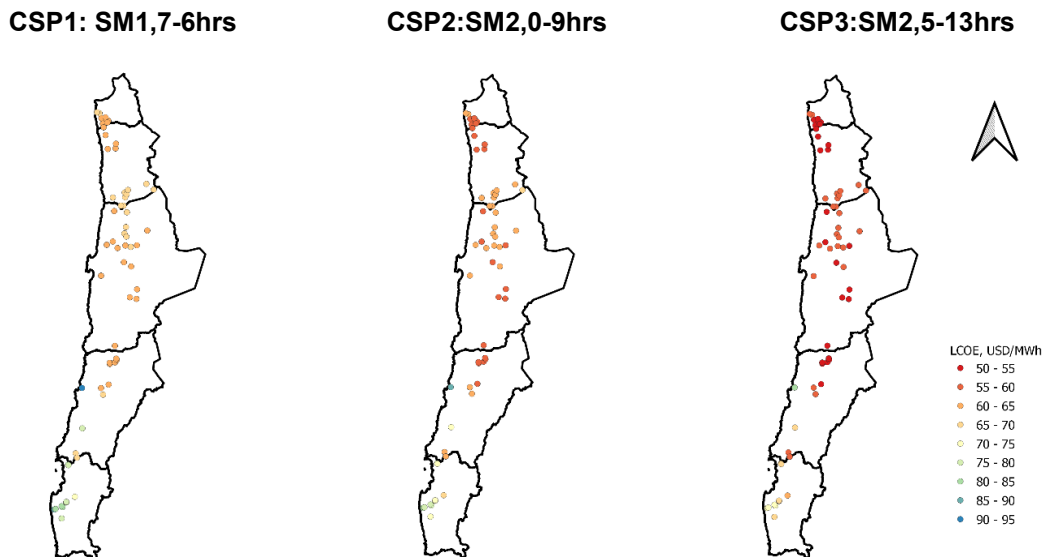 CSP1: SM1,7-6hrs
CSP2:SM2,0-9hrs
CSP3:SM2,5-13hrs
LCOE, USD/MWh
50 - 55
55 - 60
60 - 65
65 - 70
70 - 75
75 - 80
80 - 85
85 - 90
90 - 95